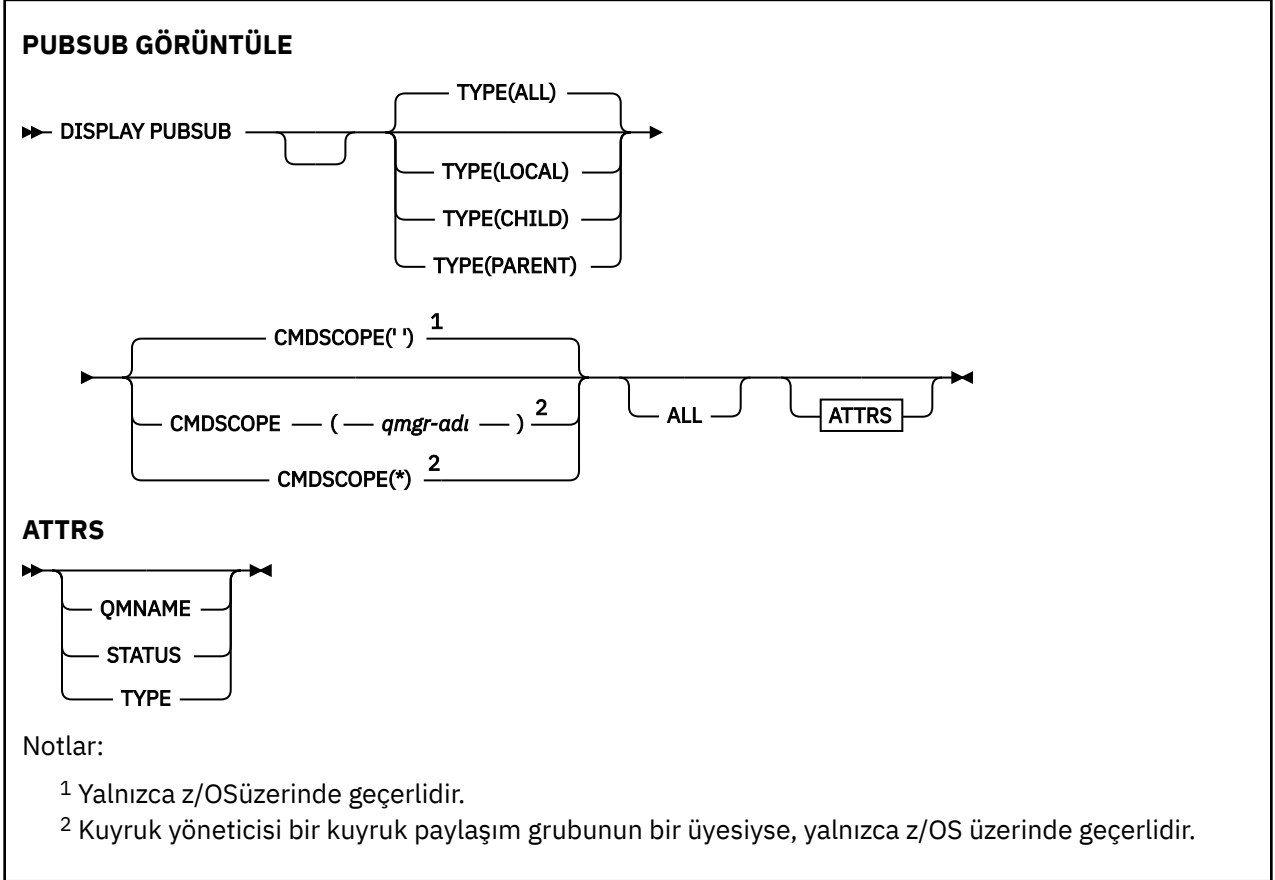 PUBSUB GÖRÜNTÜLE
TYPE(ALL)
DISPLAY PUBSUB
TYPE(LOCAL)
TYPE(CHILD)
TYPE(PARENT)
CMDSCOPE(' ') 1
CMDSCOPE ( qmgr-adı ) 2
CMDSCOPE(*) 2
ALL
ATTRS
ATTRS
QMNAME
STATUS
TYPE
Notlar:
1 Yalnızca z/OSüzerinde geçerlidir.
2 Kuyruk yöneticisi bir kuyruk paylaşım grubunun bir üyesiyse, yalnızca z/OS üzerinde geçerlidir.